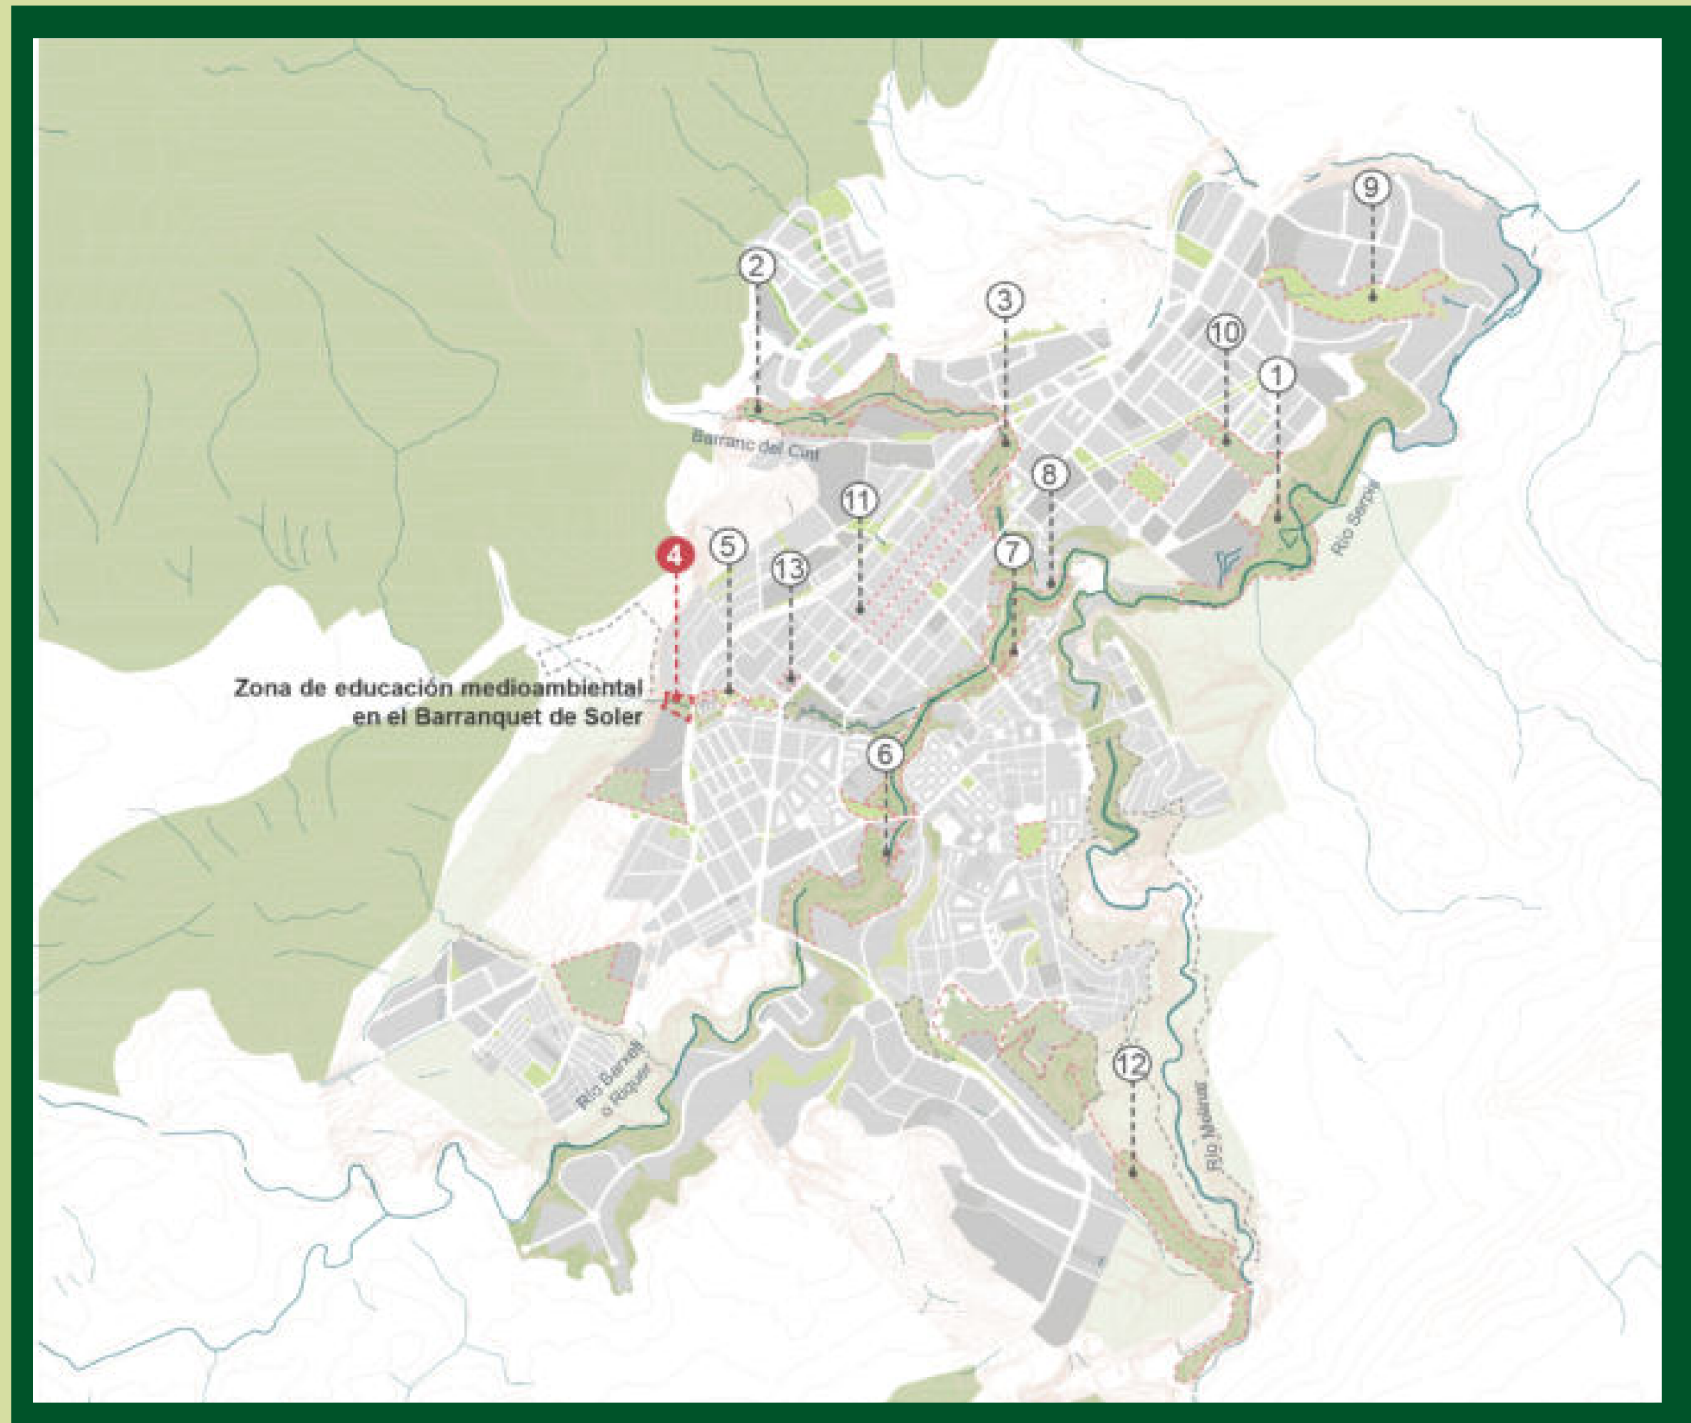 9
2
3
10
1
Barranc del Cint
8
11
Río Serpis
4
5
7
13
Zona de educación medioambiental
en el Barranquet de Soler
6
Río Barxell
o Riquer
12
Río Molinar